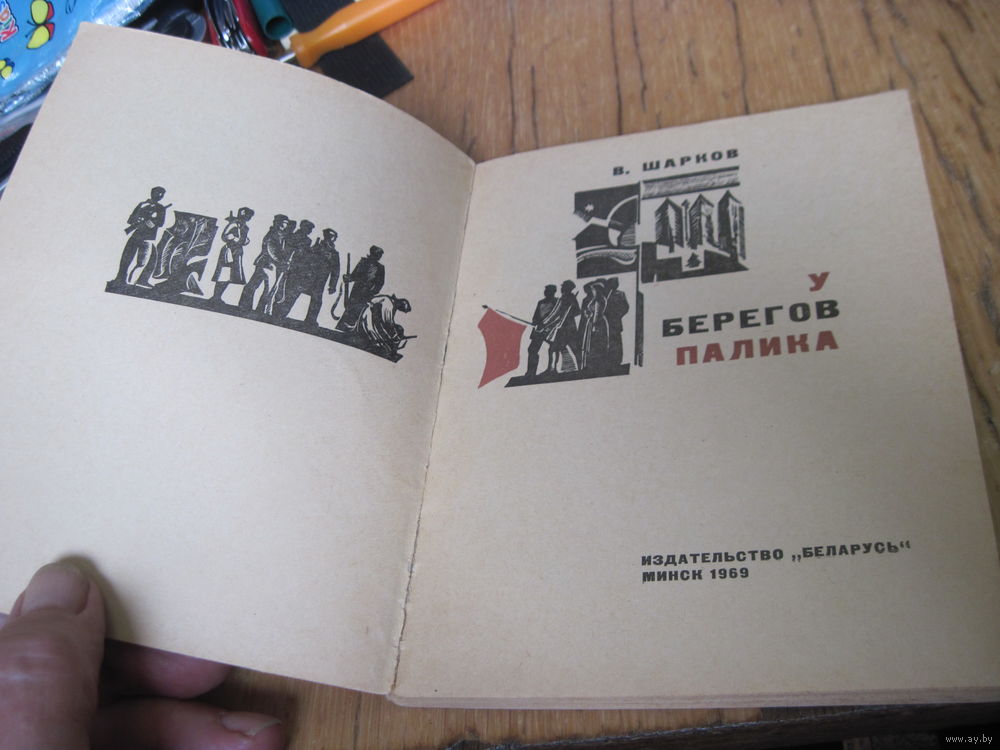 В. ШАРКОВ
У
БЕРЕГОВ
ПАЛИКА
ИЗДАТЕЛЬСТВО „БЕЛАРУСЬ“
МИНСК 1969
www.ay.by